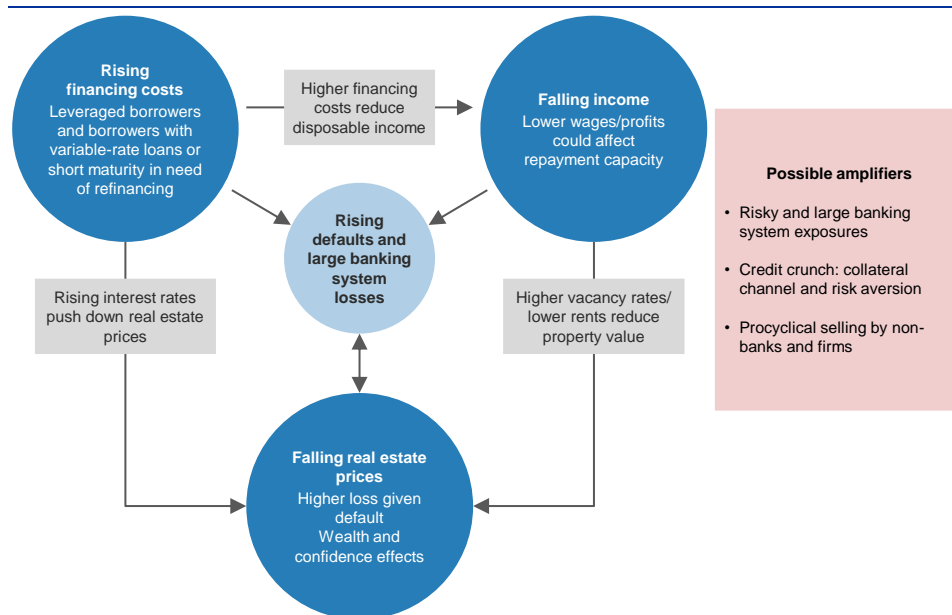 Rising
financing costs
Leveraged borrowers
and borrowers with
variable-rate loans or
short maturity in need
of refinancing
Higher financing
costs reduce
disposable income
Falling income
Lower wages/profits
could affect
repayment capacity
Rising
defaults and
large banking
system
losses
Rising interest rates
push down real estate
prices
Higher vacancy rates/
lower rents reduce
property value
Falling real estate
prices
Higher loss given
default
Wealth and
confidence effects
Possible amplifiers
• Risky and large banking
system exposures
• Credit crunch: collateral
channel and risk aversion
• Procyclical selling by non-
banks and firms